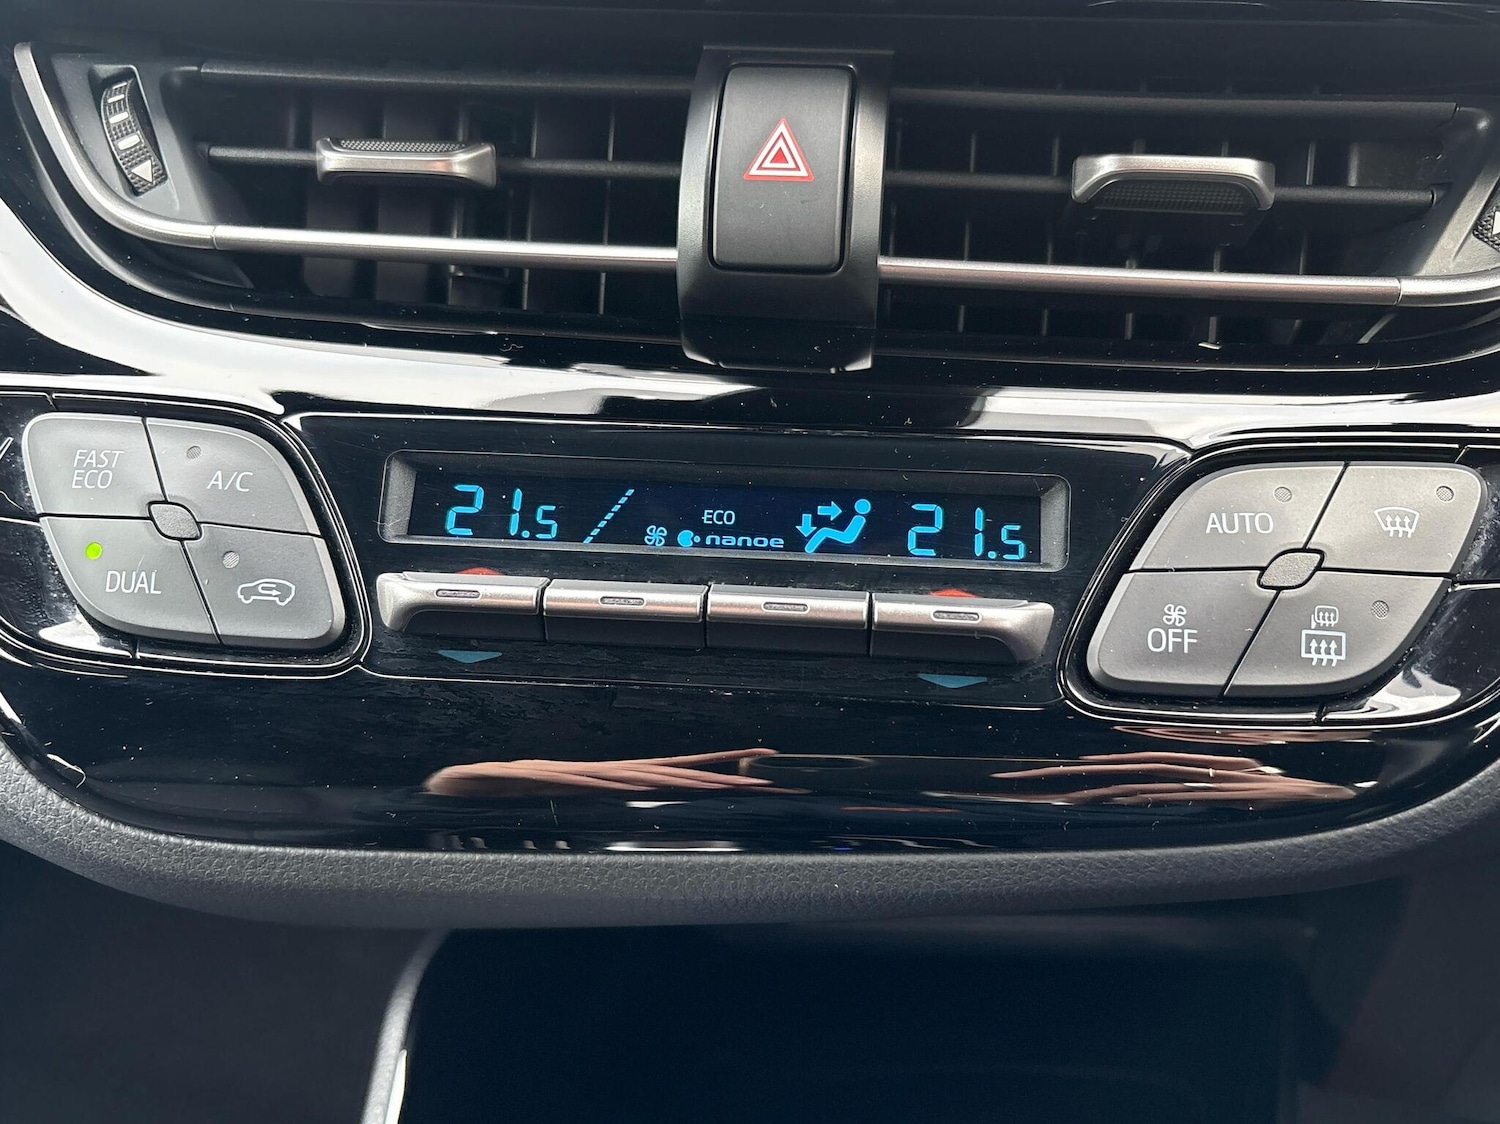 FAST
ECO
A/C
DUAL
21.5
ECO
nanoe
21.5
AUTO
OFF